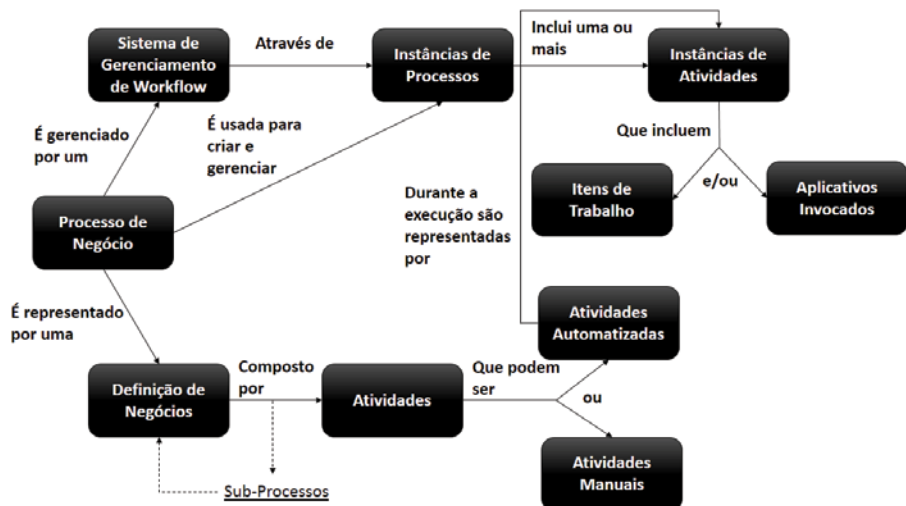 Sistema de
Gerenciamento
de Workflow
Através de
Instâncias de
Processos
Inclui uma ou
mais
Instâncias de
Atividades
É gerenciado
por um
É usada para
criar e
gerenciar
Que incluem
e/ou
Itens de
Trabalho
Aplicativos
Invocados
Processo de
Negócio
Durante a
execução são
representadas
por
É representado
por uma
Atividades
Automatizadas
Definição de
Negócios
Composto
por
Atividades
Que podem
ser
ou
Atividades
Manuais
Sub-Processos